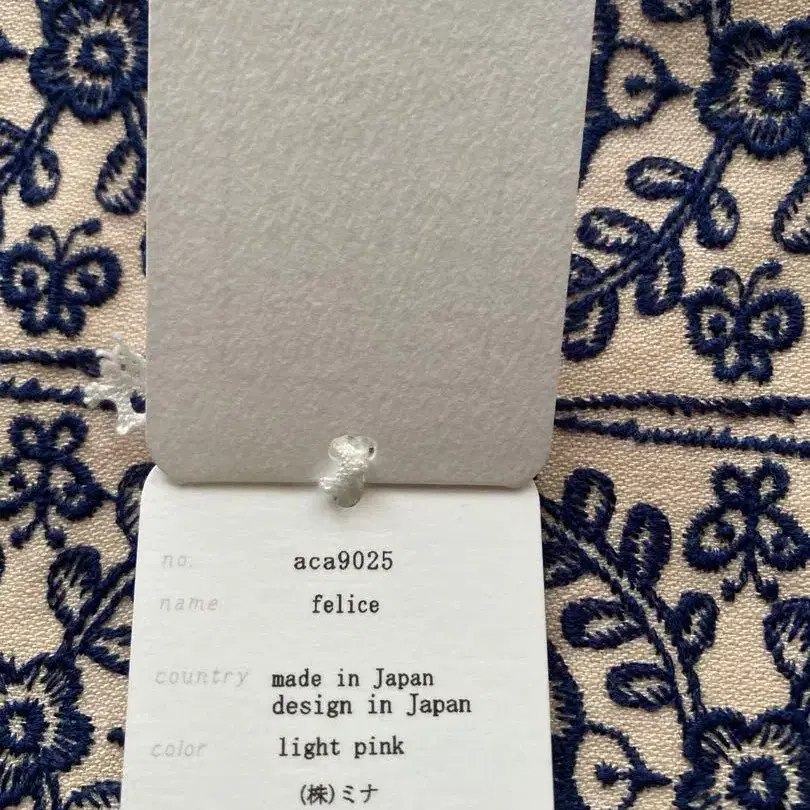 no. aca9025
name felice
country made in Japan
design in Japan
color light pink
(株)ミナ